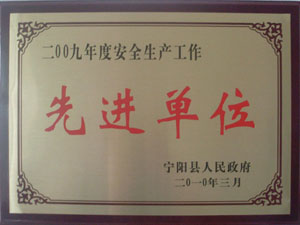 二00九年度安全生产工作
先进单位
宁阳县人民政府
二0一0年三月